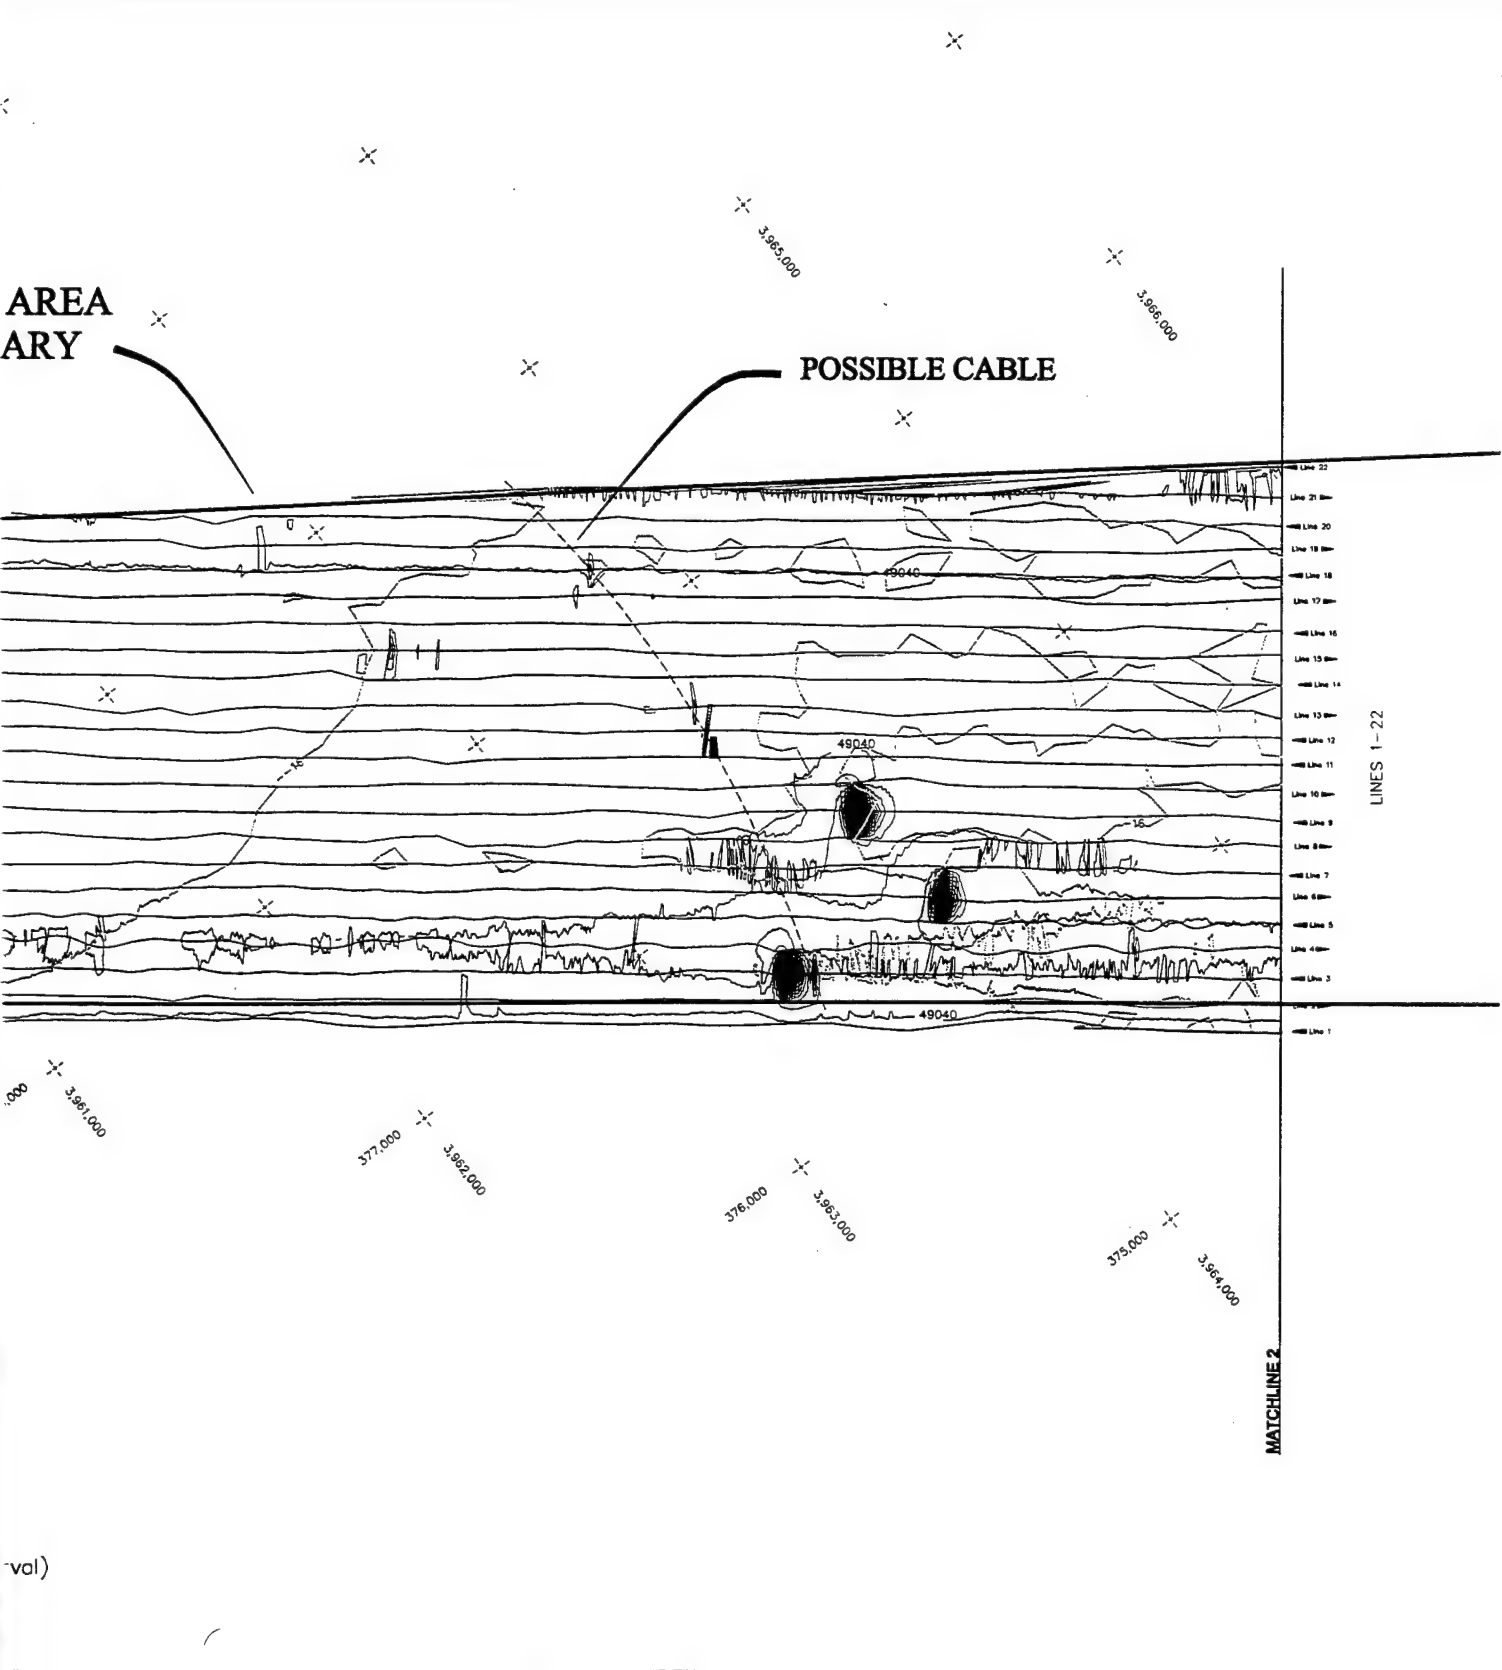 3,965,000
3,966,000
AREA
ARY
POSSIBLE CABLE
Line 22
Line 21
Line 20
Line 19
49040
Line 18
Line 17
Line 16
Line 15
Line 14
Line 13
49040
Line 12
16
Line 11
Line 10
16
Line 9
Line 8
Line 7
Line 6
Line 5
Line 4
Line 3
49040
Line 1
LINES 1-22
,000
3,961,000
377,000
3,962,000
376,000
3,963,000
375,000
3,964,000
MATCHLINE 2
val)